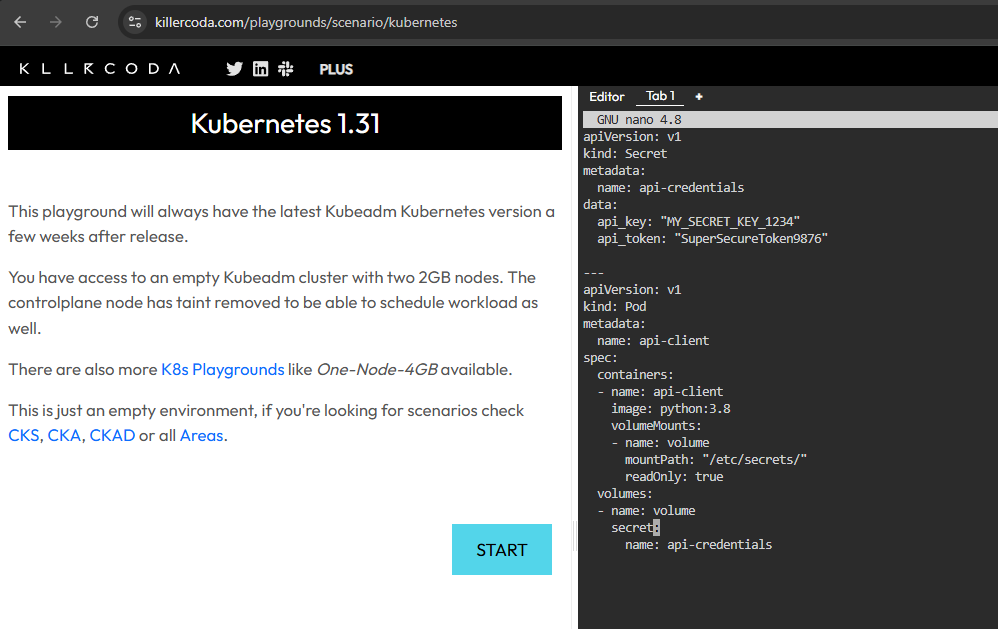 killercoda.com/playgrounds/scenario/kubernetes
KILLERCODA
PLUS
Kubernetes 1.31
This playground will always have the latest Kubeadm Kubernetes version a
few weeks after release.
You have access to an empty Kubeadm cluster with two 2GB nodes. The
controlplane node has taint removed to be able to schedule workload as
well.
There are also more K8s Playgrounds like One-Node-4GB available.
This is just an empty environment, if you're looking for scenarios check
CKS, CKA, CKAD or all Areas.
START
Editor Tab 1 +
GNU nano 4.8
apiVersion: v1
kind: Secret
metadata:
  name: api-credentials
data:
  api_key: "MY_SECRET_KEY_1234"
  api_token: "SuperSecureToken9876"
---
apiVersion: v1
kind: Pod
metadata:
  name: api-client
spec:
  containers:
  - name: api-client
    image: python:3.8
    volumeMounts:
    - name: volume
      mountPath: "/etc/secrets/"
      readOnly: true
  volumes:
  - name: volume
    secret:
      name: api-credentials